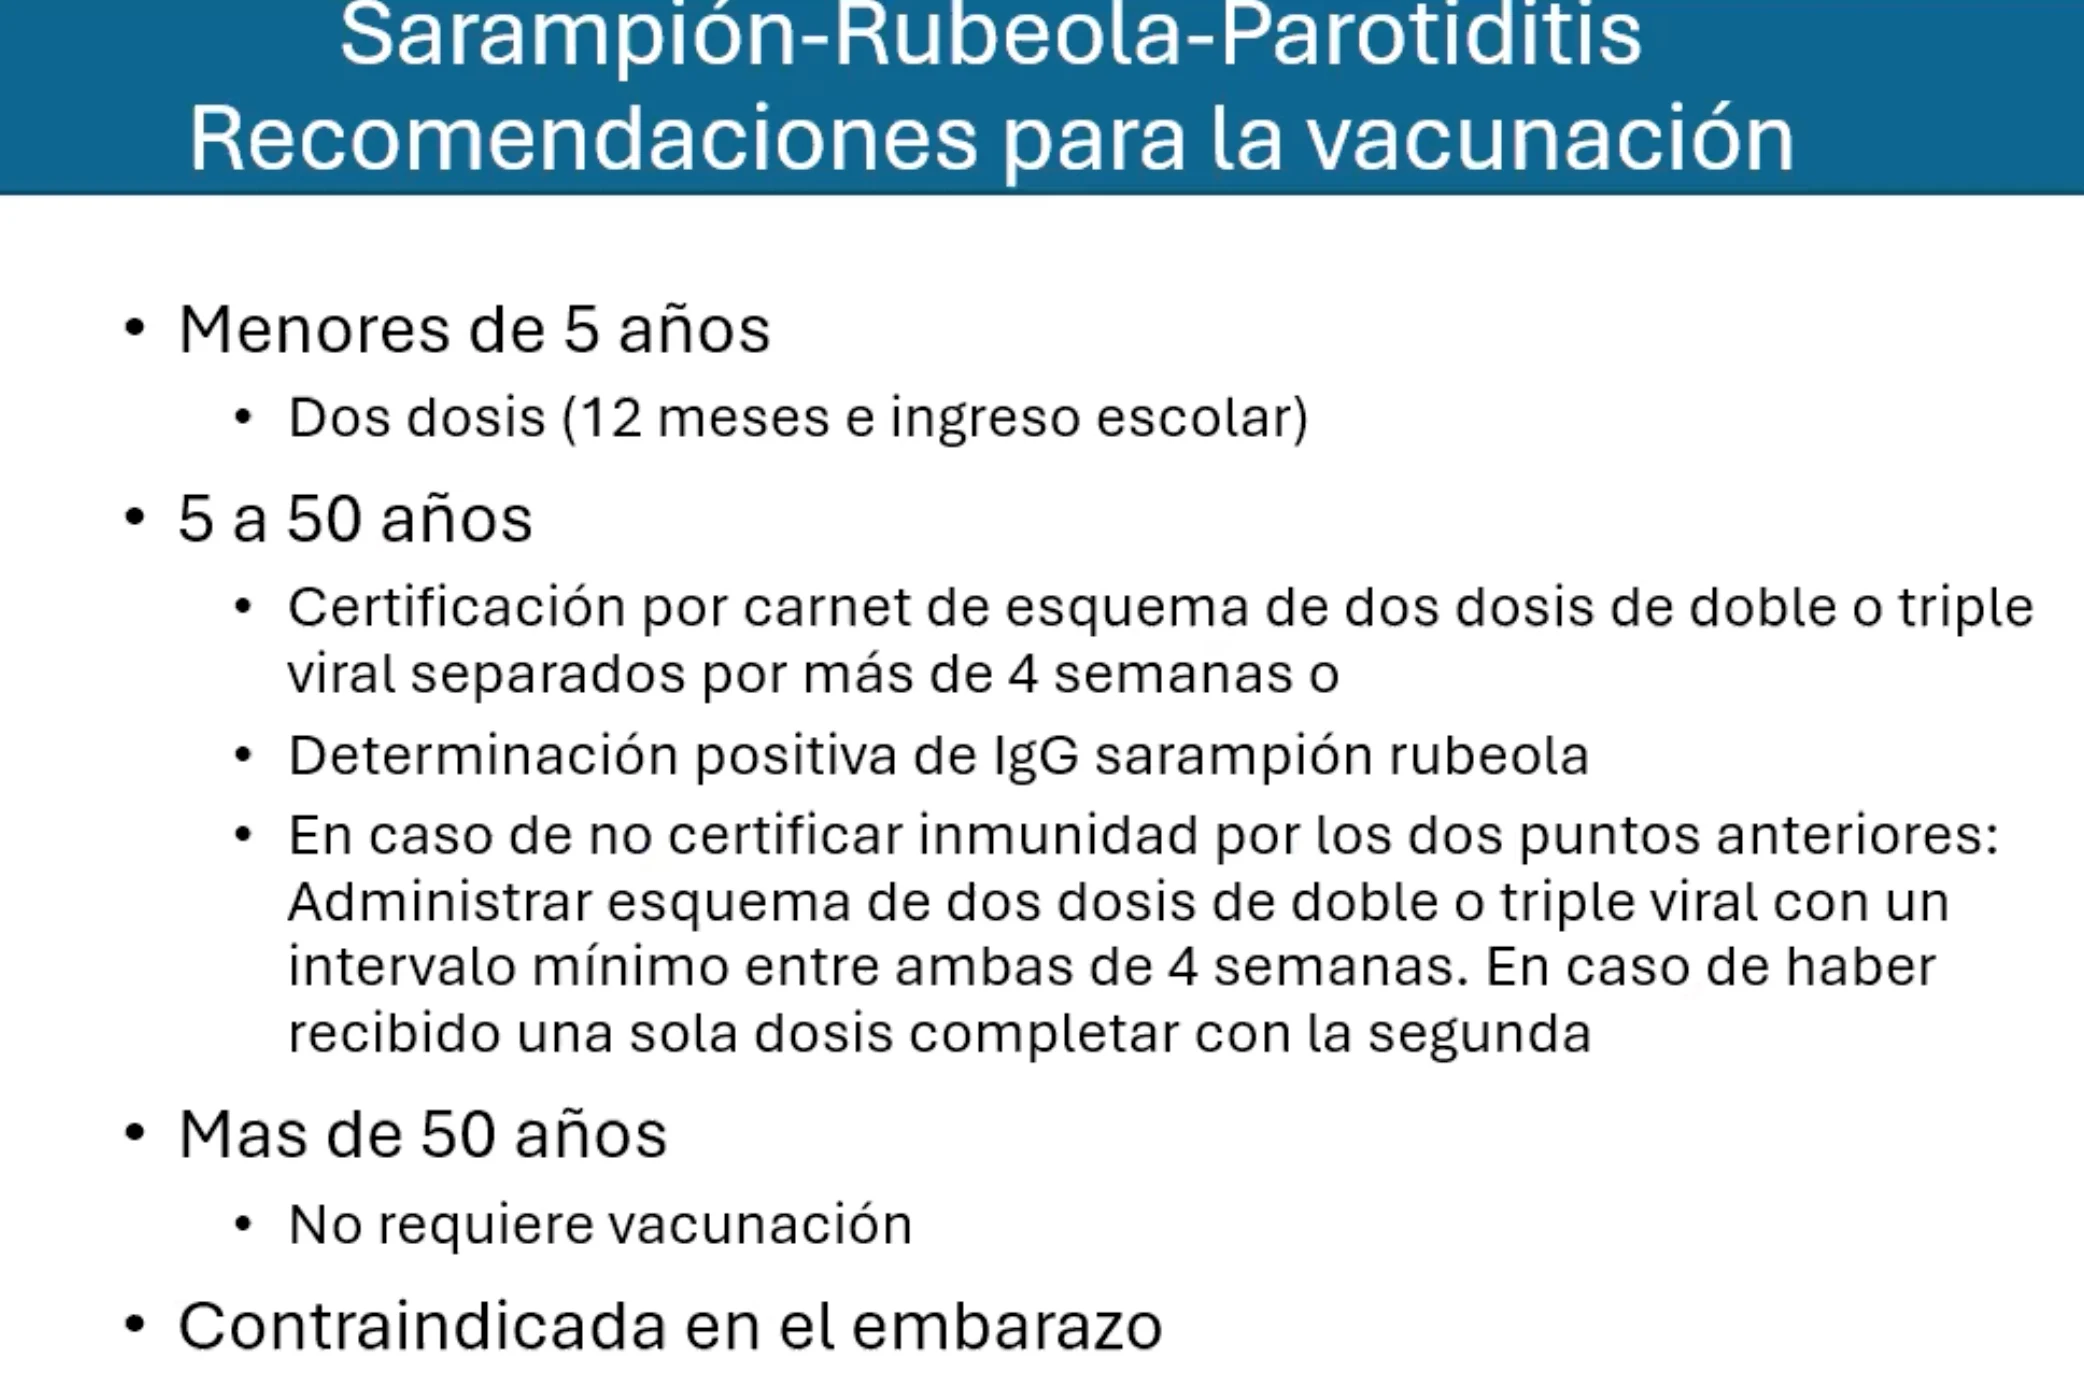 Sarampión-Rubeola-Parotiditis
Recomendaciones para la vacunación
• Menores de 5 años
• Dos dosis (12 meses e ingreso escolar)
• 5 a 50 años
• Certificación por carnet de esquema de dos dosis de doble o triple
viral separados por más de 4 semanas o
• Determinación positiva de IgG sarampión rubeola
• En caso de no certificar inmunidad por los dos puntos anteriores:
Administrar esquema de dos dosis de doble o triple viral con un
intervalo mínimo entre ambas de 4 semanas. En caso de haber
recibido una sola dosis completar con la segunda
• Mas de 50 años
• No requiere vacunación
• Contraindicada en el embarazo